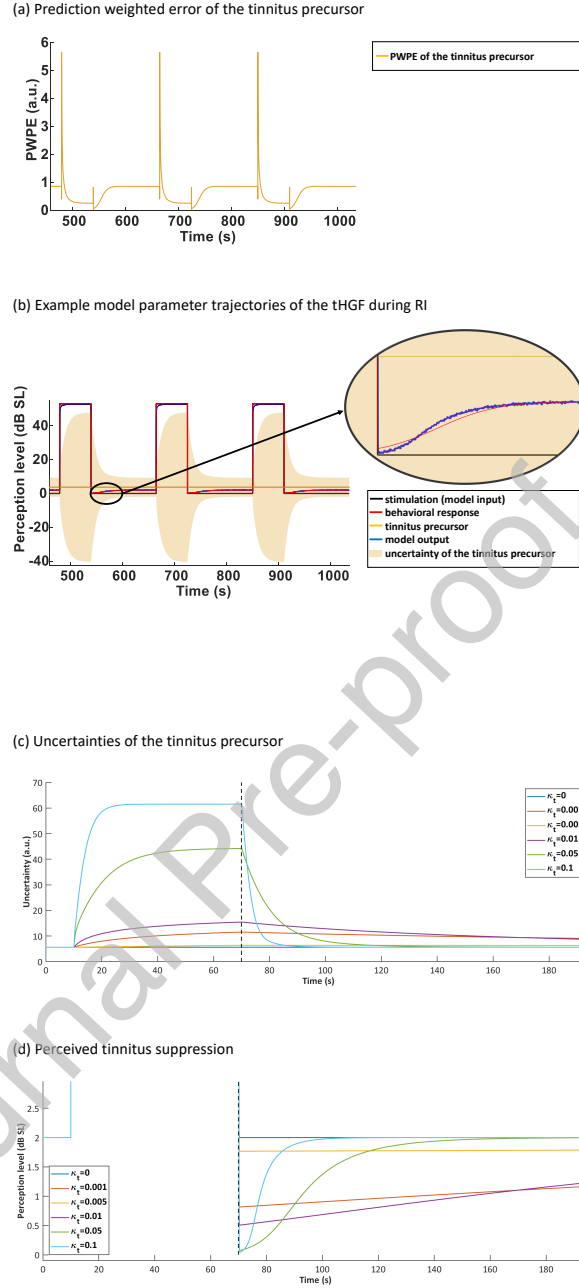 (a) Prediction weighted error of the tinnitus precursor
6
5
4
3
2
1
0
PWPE (a.u.)
500 600 700 800 900 1000
Time (s)
PWPE of the tinnitus precursor
(b) Example model parameter trajectories of the tHGF during RI
40
20
0
-20
-40
Perception level (dB SL)
500 600 700 800 900 1000
Time (s)
stimulation (model input)
behavioral response
tinnitus precursor
model output
uncertainty of the tinnitus precursor
(c) Uncertainties of the tinnitus precursor
70
60
50
40
30
20
10
0
Uncertainty (a.u.)
0 20 40 60 80 100 120 140 160 180
Time (s)
κt=0
κt=0.00
κt=0.00
κt=0.01
κt=0.05
κt=0.1
(d) Perceived tinnitus suppression
2.5
2
1.5
1
0.5
0
Perception level (dB SL)
0 20 40 60 80 100 120 140 160 180
Time (s)
κt=0
κt=0.001
κt=0.005
κt=0.01
κt=0.05
κt=0.1
urnal Pre-proof